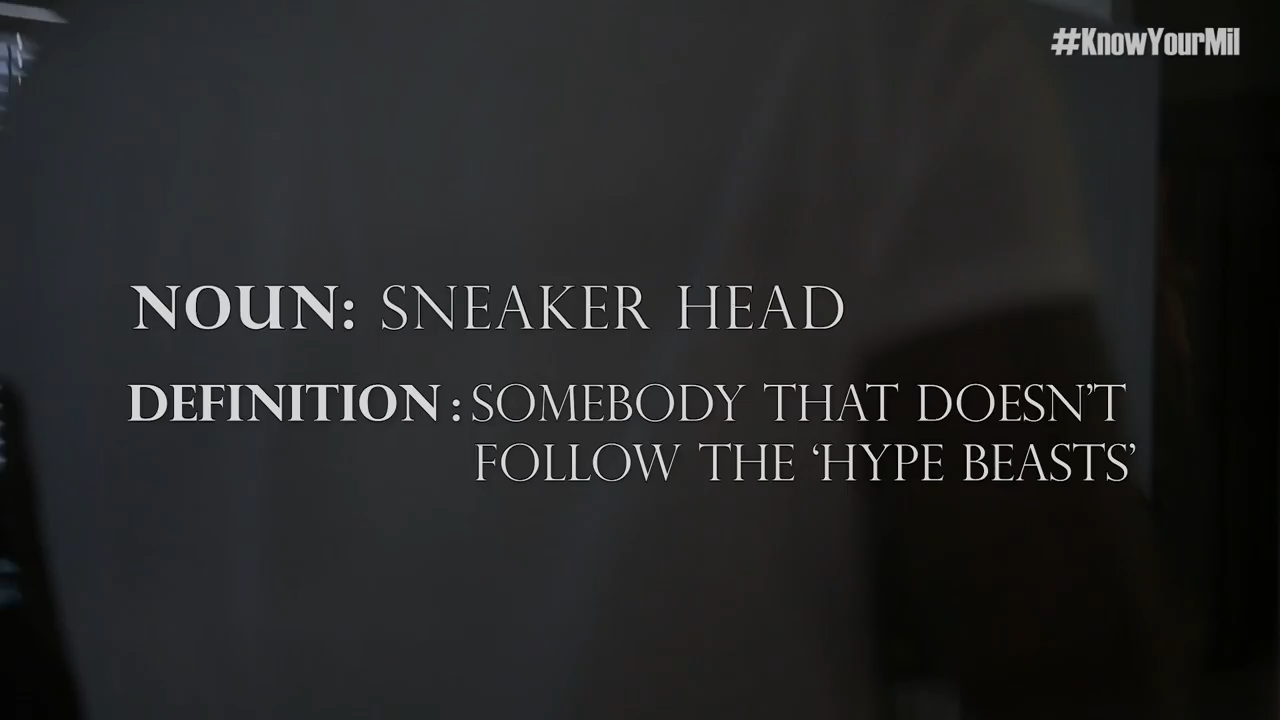 #KnowYourMil
NOUN: SNEAKER HEAD
DEFINITION: SOMEBODY THAT DOESN'T
FOLLOW THE ‘HYPE BEASTS’